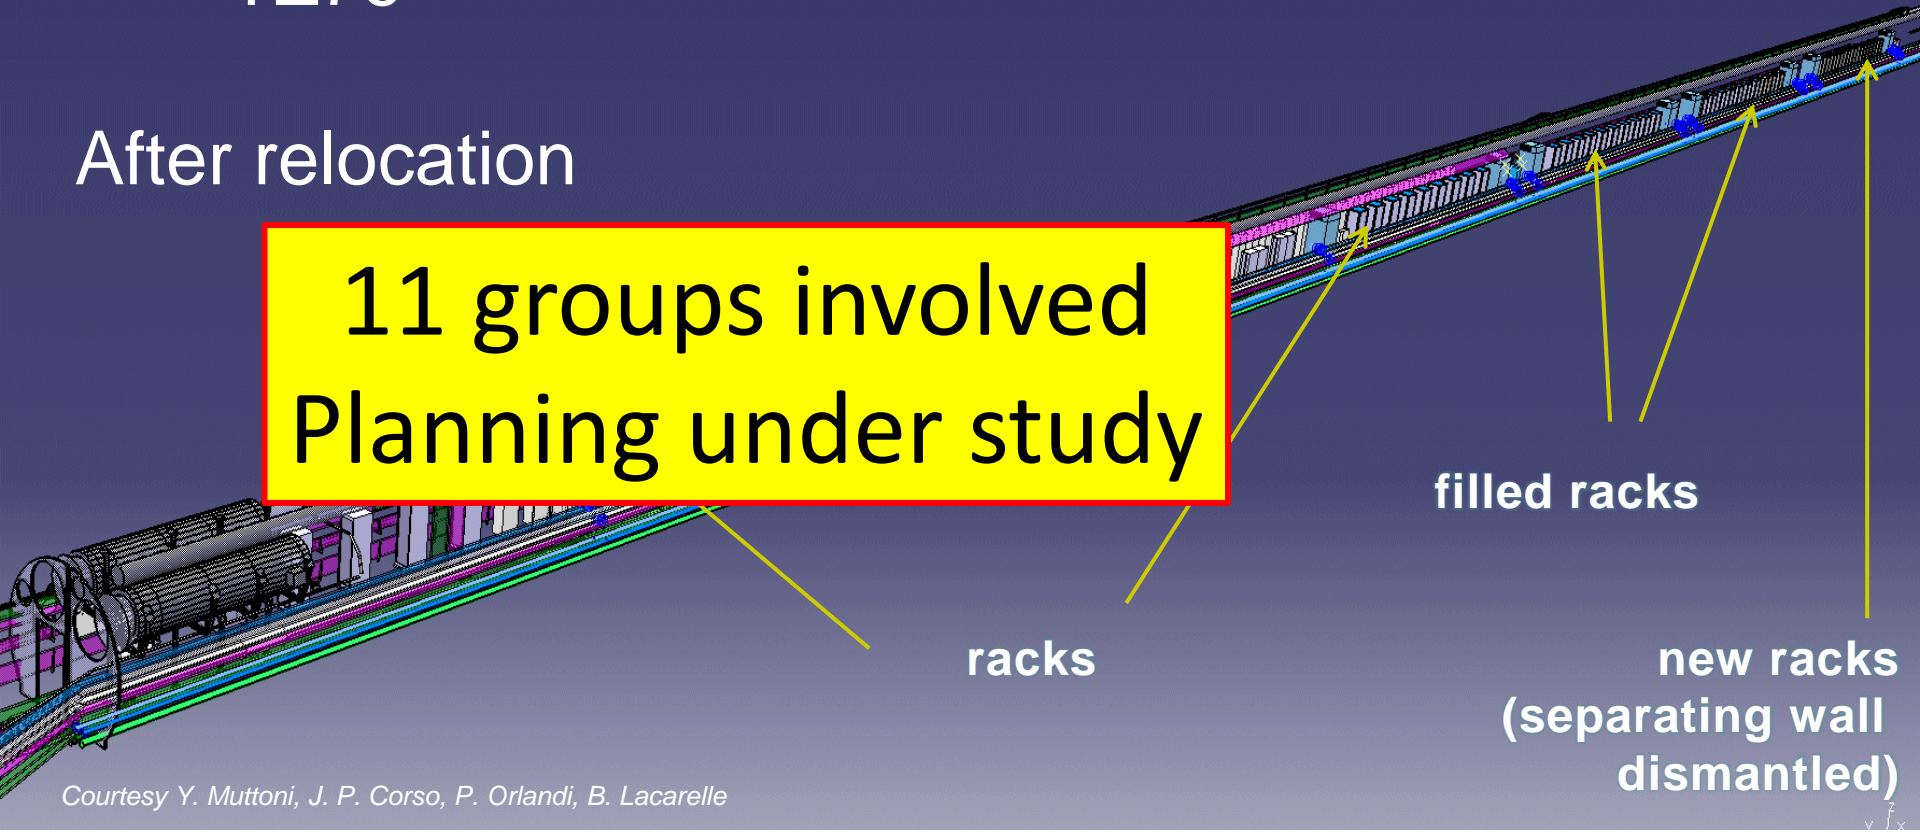 After relocation
11 groups involved
Planning under study
filled racks
racks
new racks
(separating wall
dismantled)
Courtesy Y. Muttoni, J. P. Corso, P. Orlandi, B. Lacarelle
z
y x